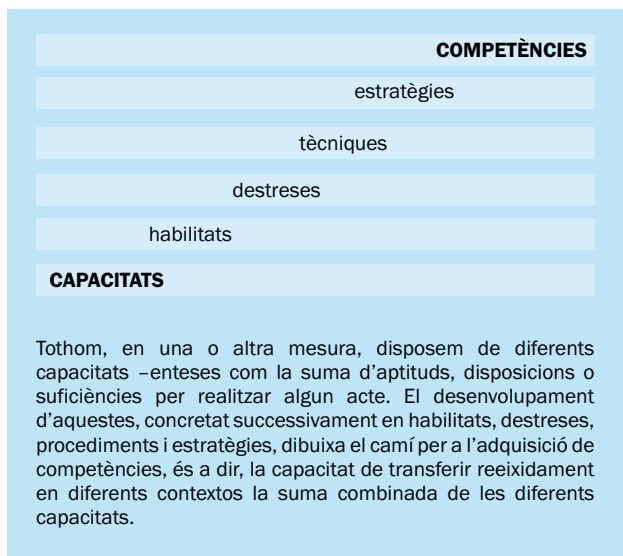 COMPETÈNCIES
estratègies
tècniques
destreses
habilitats
CAPACITATS
Tothom, en una o altra mesura, disposem de diferents
capacitats –enteses com la suma d'aptituds, disposicions o
suficiències per realitzar algun acte. El desenvolupament
d'aquestes, concretat successivament en habilitats, destreses,
procediments i estratègies, dibuixa el camí per a l'adquisició de
competències, és a dir, la capacitat de transferir reeixidament
en diferents contextos la suma combinada de les diferents
capacitats.